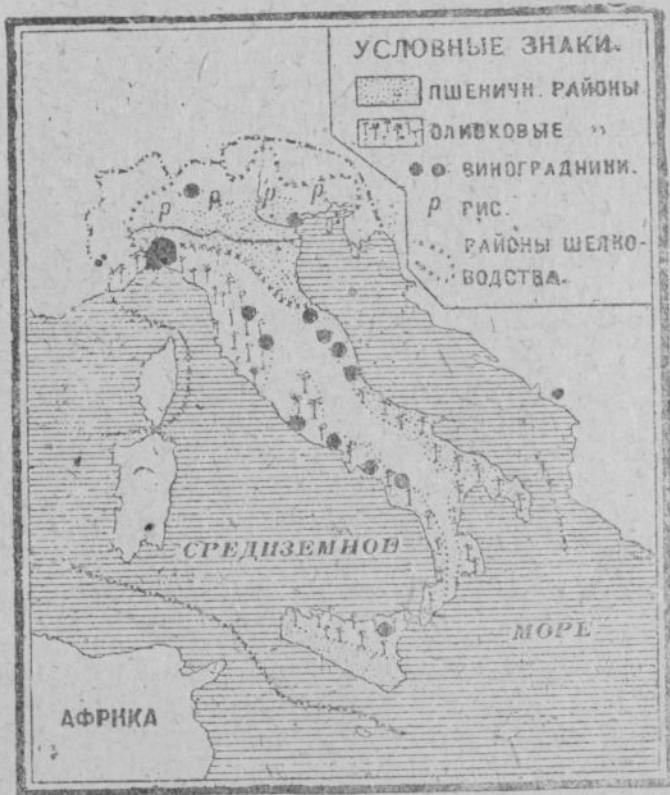 УСЛОВНЫЕ ЗНАКИ.
ПШЕНИЧН. РАЙОНЫ
ОЛИВКОВЫЕ „
ВИНОГРАДНИКИ.
Р РИС.
РАЙОНЫ ШЕЛКО-
ВОДСТВА.
Р Р Р Р
СРЕДИЗЕМНОЕ
МОРЕ
АФРИКА